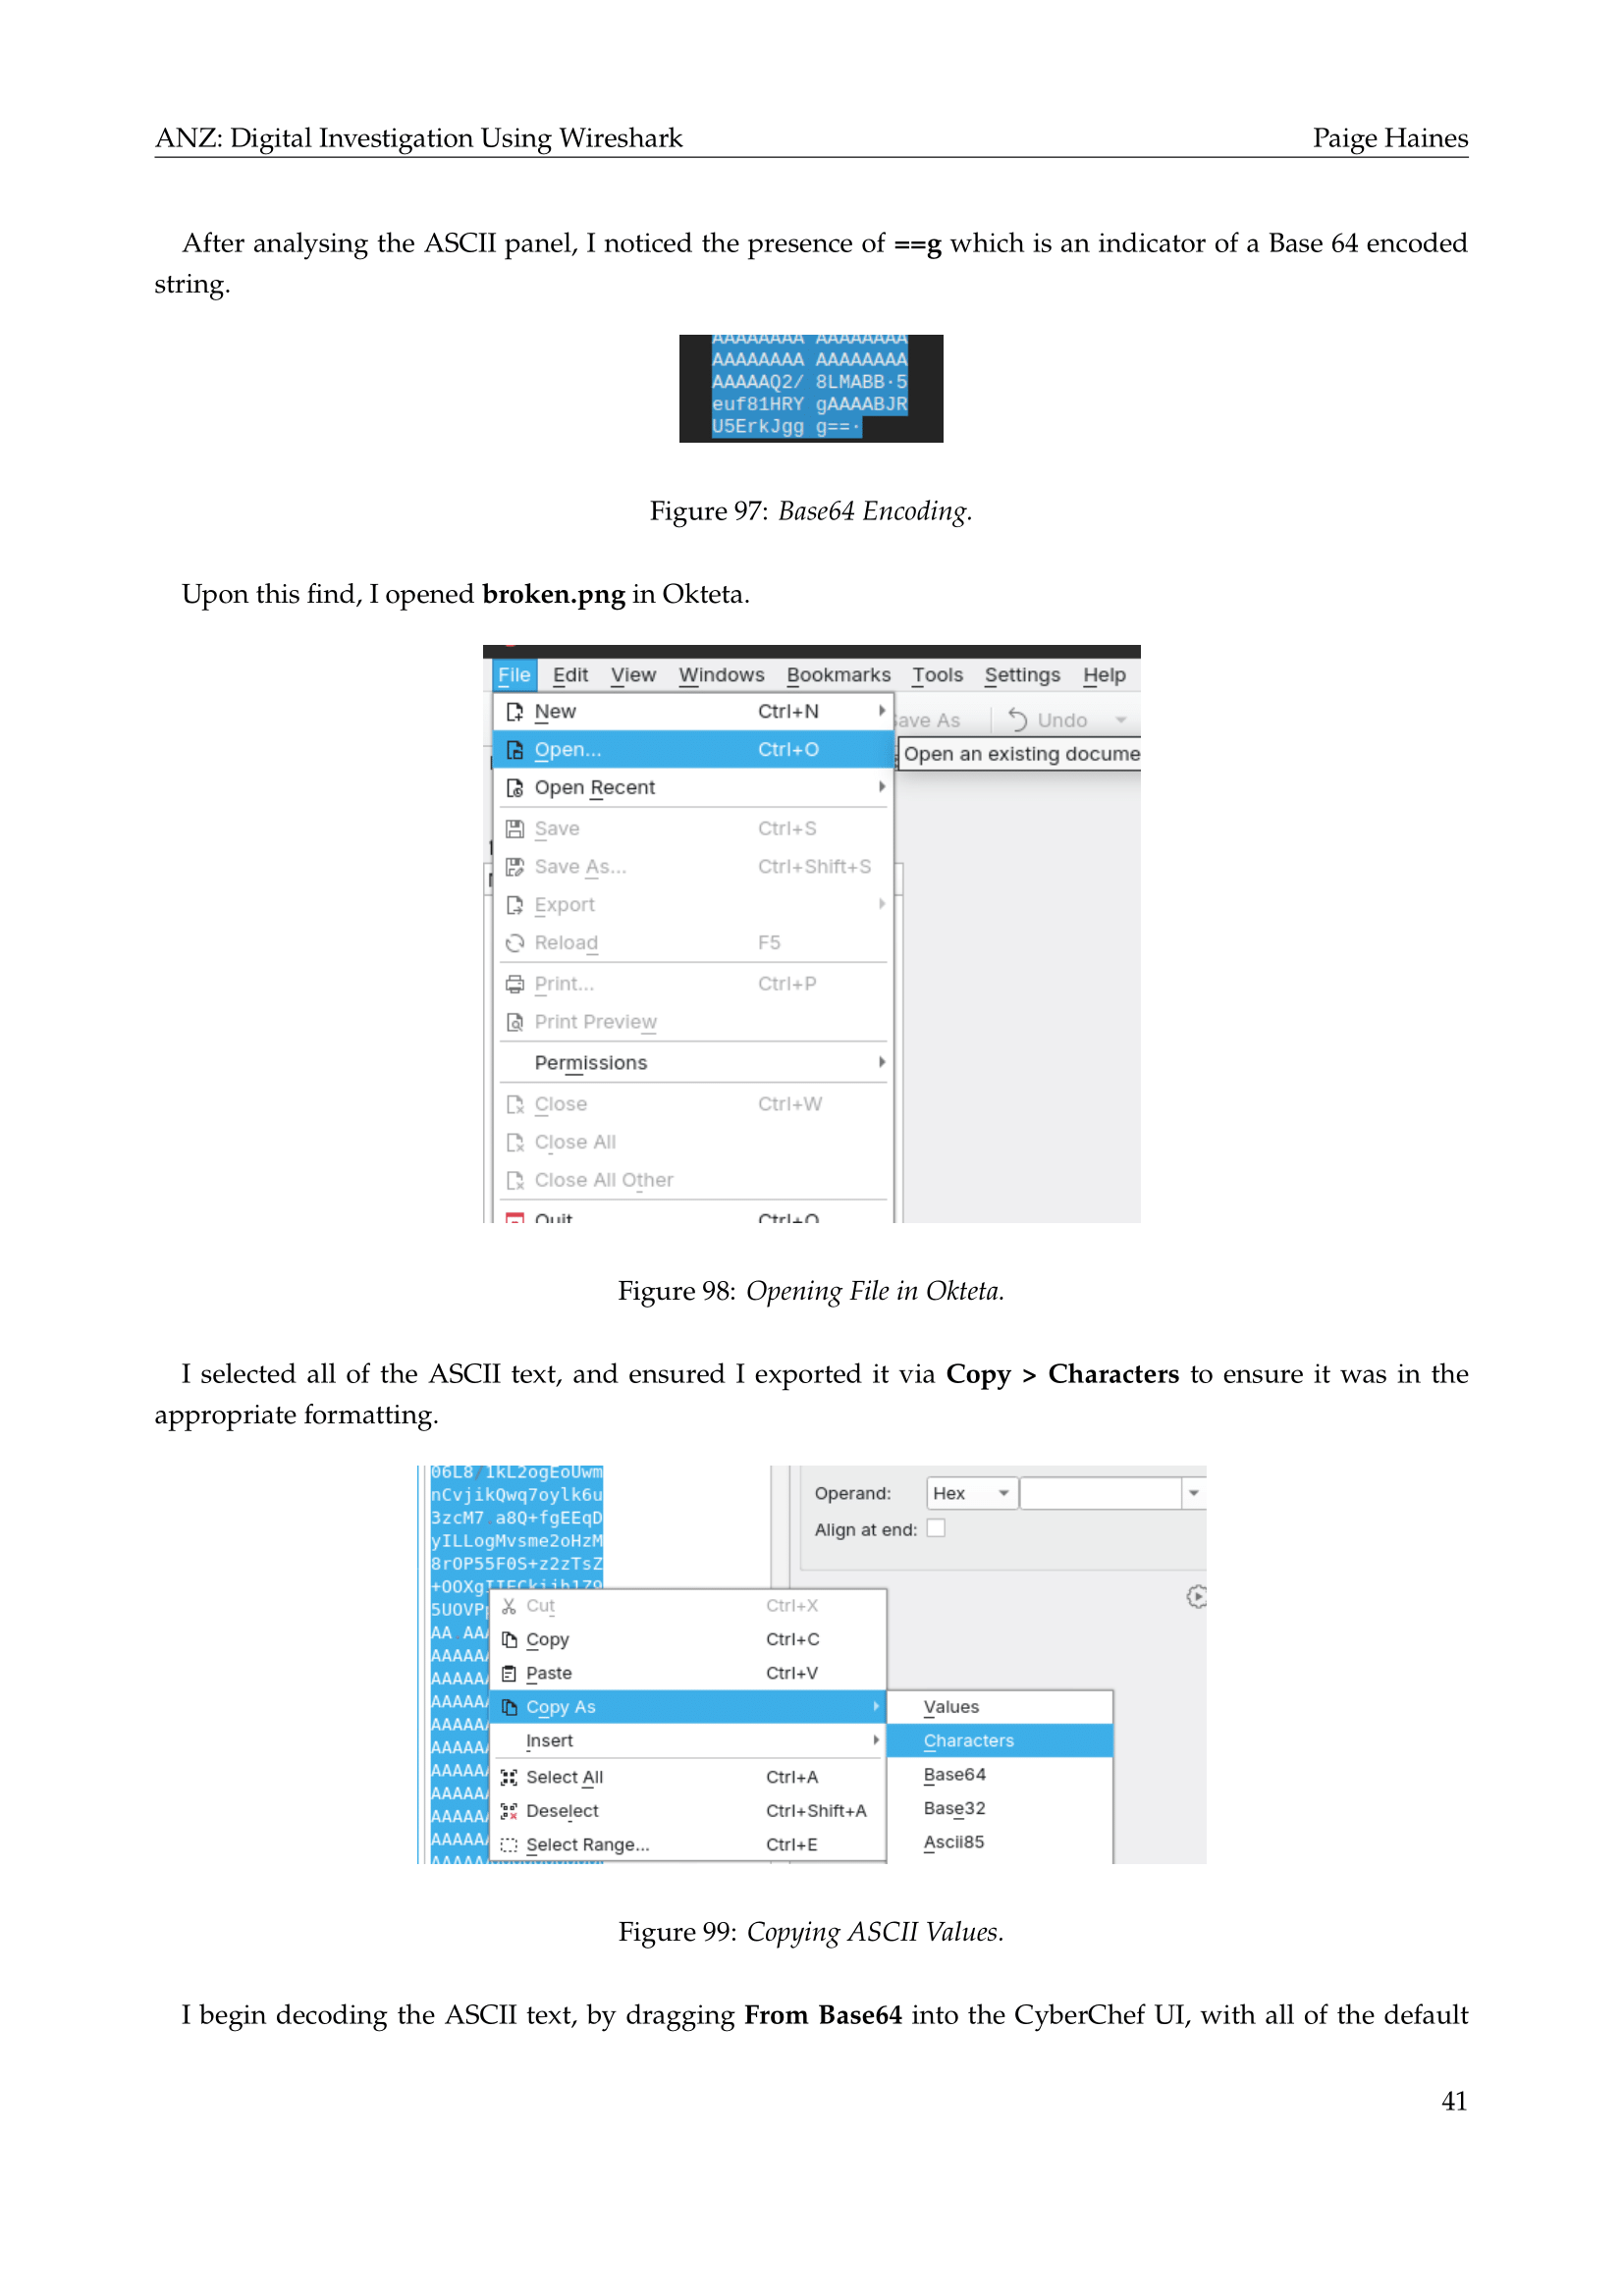 ANZ: Digital Investigation Using Wireshark Paige Haines
After analysing the ASCII panel, I noticed the presence of ==g which is an indicator of a Base 64 encoded
string.
AAAAAAAA AAAAAAAA
AAAAAAAA AAAAAAAA
AAAAAQ2/ 8LMABB·5
euf81HRY gAAAABJR
U5ErkJgg g==·
Figure 97: Base64 Encoding.
Upon this find, I opened broken.png in Okteta.
File Edit View Windows Bookmarks Tools Settings Help
New Ctrl+N
Save As Undo
Open... Ctrl+O
Open an existing docume
Open Recent
Save Ctrl+S
Save As... Ctrl+Shift+S
Export
Reload F5
Print... Ctrl+P
Print Preview
Permissions
Close Ctrl+W
Close All
Close All Other
Quit Ctrl+Q
Figure 98: Opening File in Okteta.
I selected all of the ASCII text, and ensured I exported it via Copy > Characters to ensure it was in the
appropriate formatting.
06L8/IkL2ogEoUwm
nCvjikQwq7oylk6u
3zcM7 a8Q+fgEEqD
yILLogMvsme2oHzM
8rOP55F0S+z2zTsZ
5UOVP
AA AA
AAAAA
AAAAA
AAAAA
AAAAA
AAAAA
AAAAA
AAAAA
AAAAA
AAAAA
Operand: Hex
Align at end:
Cut Ctrl+X
Copy Ctrl+C
Paste Ctrl+V
Copy As
Insert
Select All Ctrl+A
Deselect Ctrl+Shift+A
Select Range... Ctrl+E
Values
Characters
Base64
Base32
Ascii85
Figure 99: Copying ASCII Values.
I begin decoding the ASCII text, by dragging From Base64 into the CyberChef UI, with all of the default
41